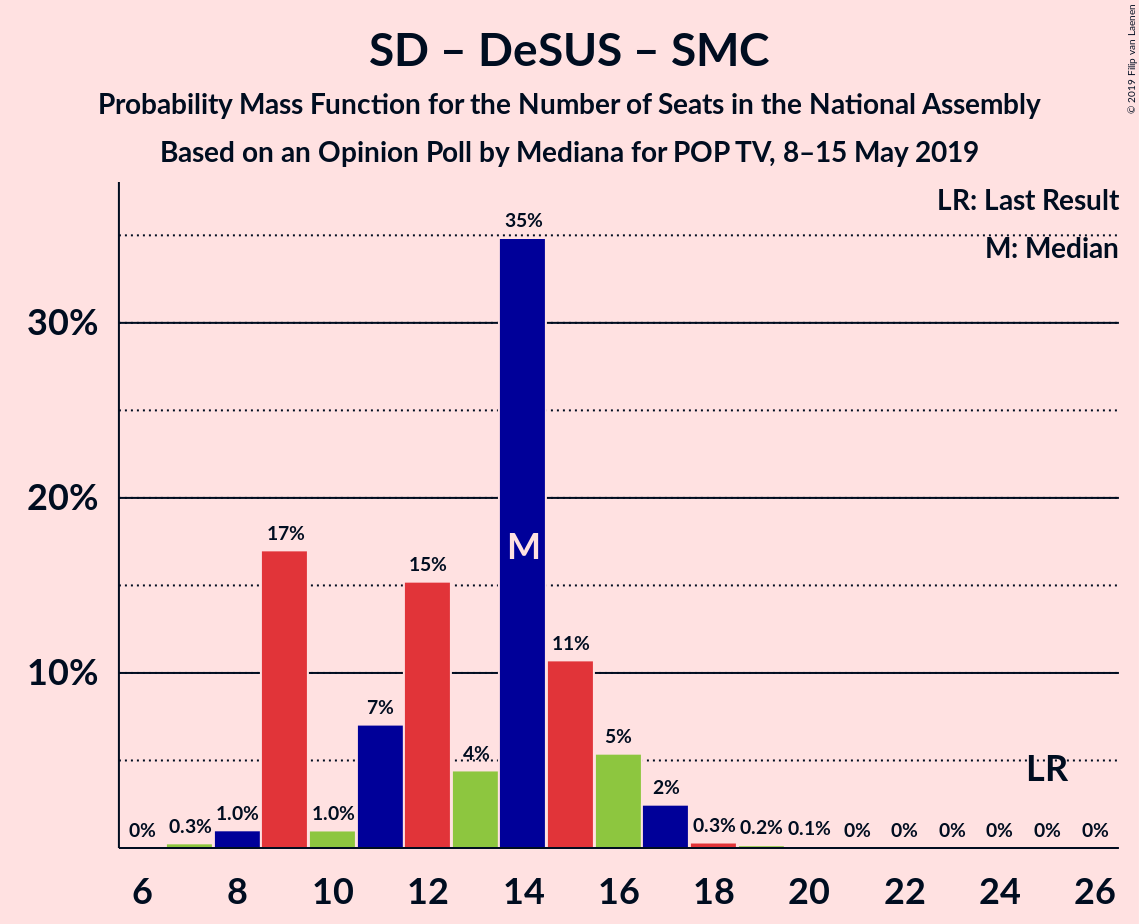 SD – DeSUS – SMC
Probability Mass Function for the Number of Seats in the National Assembly
Based on an Opinion Poll by Mediana for POP TV, 8–15 May 2019
© 2019 Filip van Laenen
LR: Last Result
M: Median
30%
20%
10%
0%
0.3%
1.0%
17%
1.0%
7%
15%
4%
35%
11%
5%
2%
0.3%
0.2%
0.1%
0%
0%
0%
0%
0%
0%
M
LR
6 8 10 12 14 16 18 20 22 24 26